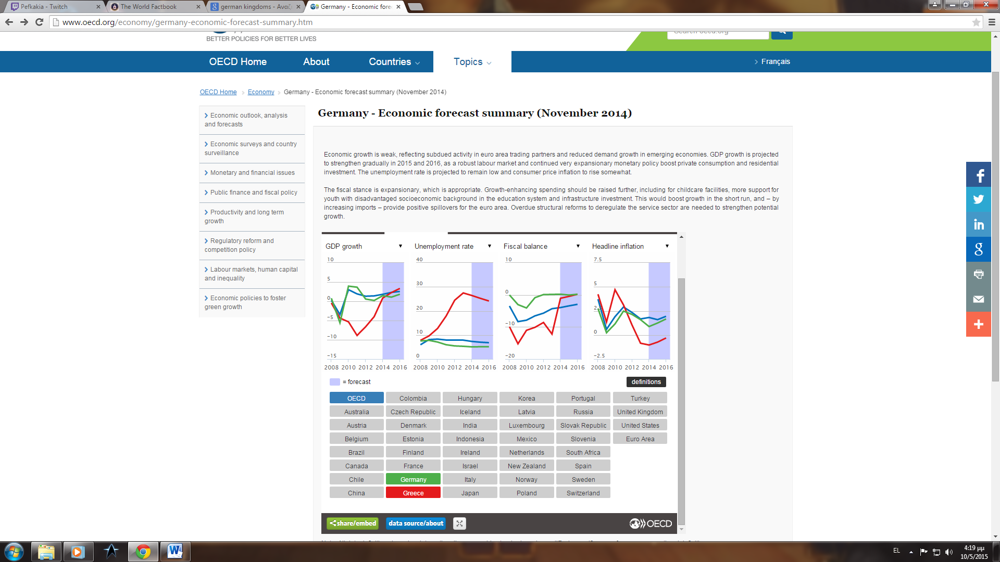 Pefkakia - Twitch
The World Factbook
german kingdoms - Αναζ
Germany - Economic fore
www.oecd.org/economy/germany-economic-forecast-summary.htm
BETTER POLICIES FOR BETTER LIVES
Search oecd.org
OECD Home
About
Countries
Topics
Français
OECD Home
Economy
Germany - Economic forecast summary (November 2014)
Economic outlook, analysis
and forecasts
Economic surveys and country
surveillance
Monetary and financial issues
Public finance and fiscal policy
Productivity and long term
growth
Regulatory reform and
competition policy
Labour markets, human capital
and inequality
Economic policies to foster
green growth
Germany - Economic forecast summary (November 2014)
Economic growth is weak, reflecting subdued activity in euro area trading partners and reduced demand growth in emerging economies. GDP growth is projected
to strengthen gradually in 2015 and 2016, as a robust labour market and continued very expansionary monetary policy boost private consumption and residential
investment. The unemployment rate is projected to remain low and consumer price inflation to rise somewhat.
The fiscal stance is expansionary, which is appropriate. Growth-enhancing spending should be raised further, including for childcare facilities, more support for
youth with disadvantaged socioeconomic background in the education system and infrastructure investment. This would boost growth in the short run, and – by
increasing imports – provide positive spillovers for the euro area. Overdue structural reforms to deregulate the service sector are needed to strengthen potential
growth.
GDP growth
10
5
0
−5
−10
−15
2008 2010 2012 2014 2016
Unemployment rate
40
30
20
10
0
2008 2010 2012 2014 2016
Fiscal balance
10
0
−10
−20
2008 2010 2012 2014 2016
Headline inflation
7.5
5
2
0
−2.5
2008 2010 2012 2014 2016
= forecast
definitions
OECD Colombia Hungary Korea Portugal Turkey
Australia Czech Republic Iceland Latvia Russia United Kingdom
Austria Denmark India Luxembourg Slovak Republic United States
Belgium Estonia Indonesia Mexico Slovenia Euro Area
Brazil Finland Ireland Netherlands South Africa
Canada France Israel New Zealand Spain
Chile Germany Italy Norway Sweden
China Greece Japan Poland Switzerland
share/embed
data source/about
OECD
EL
4:19 μμ
10/5/2015